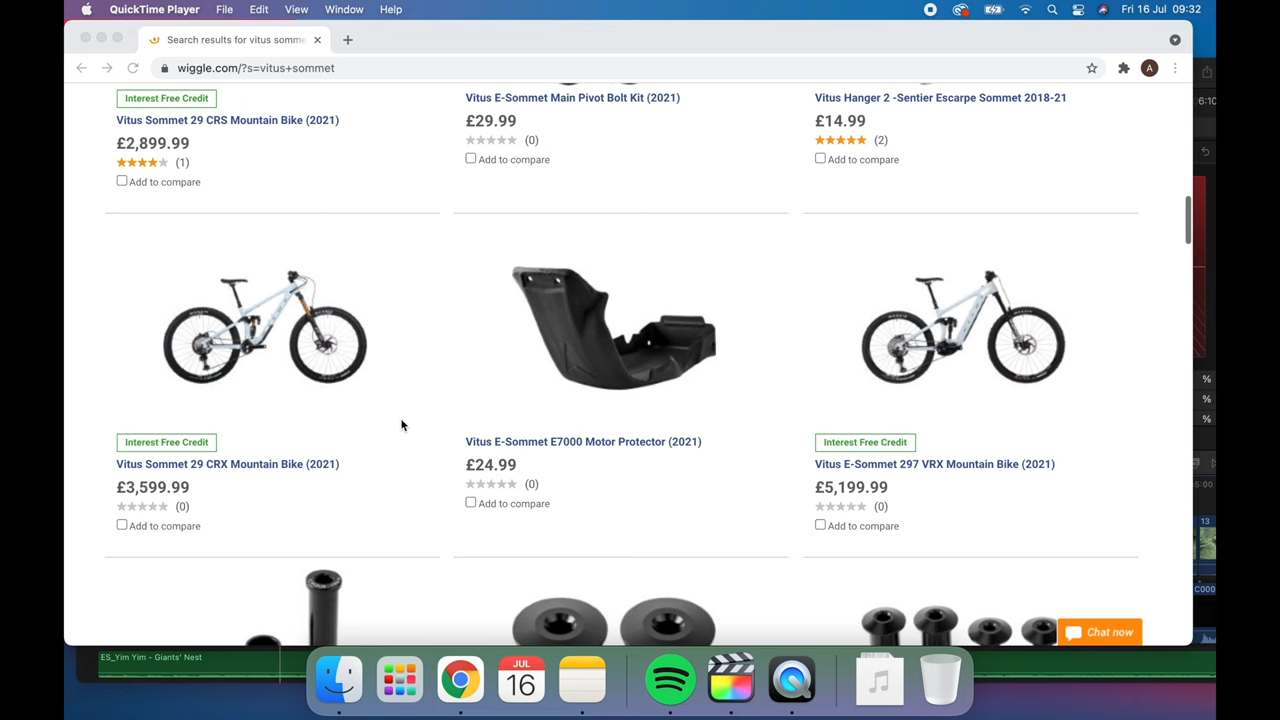 QuickTime Player File Edit View Window Help Fri 16 Jul 09:32
Search results for vitus somme
wiggle.com/?s=vitus+sommet A
6:10
Interest Free Credit
Vitus Sommet 29 CRS Mountain Bike (2021)
£2,899.99
(1)
Add to compare
Vitus E-Sommet Main Pivot Bolt Kit (2021)
£29.99
(0)
Add to compare
Vitus Hanger 2 -Sentier Escarpe Sommet 2018-21
£14.99
(2)
Add to compare
Interest Free Credit
Vitus Sommet 29 CRX Mountain Bike (2021)
£3,599.99
(0)
Add to compare
Vitus E-Sommet E7000 Motor Protector (2021)
£24.99
(0)
Add to compare
Interest Free Credit
Vitus E-Sommet 297 VRX Mountain Bike (2021)
£5,199.99
(0)
Add to compare
%
%
%
13
C000
Chat now
ES_Yim Yim - Giants' Nest
JUL
16